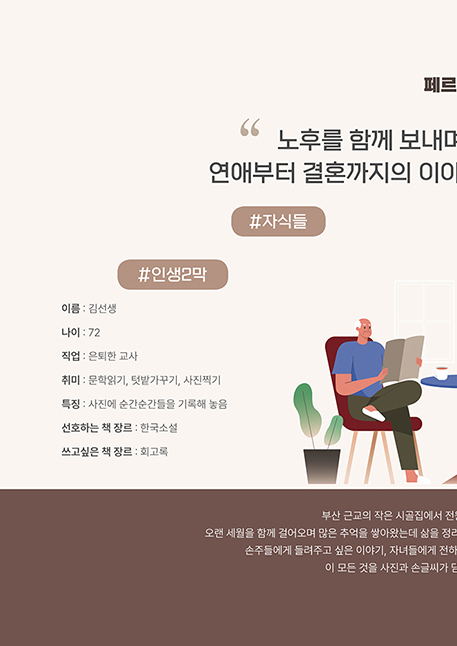 페르
“ 노후를 함께 보내며
연애부터 결혼까지의 이야
#자식들
#인생2막
이름 : 김선생
나이 : 72
직업 : 은퇴한 교사
취미 : 문학읽기, 텃밭가꾸기, 사진찍기
특징 : 사진에 순간순간들을 기록해 놓음
선호하는 책 장르 : 한국소설
쓰고싶은 책 장르 : 회고록
부산 근교의 작은 시골집에서 전
오랜 세월을 함께 걸어오며 많은 추억을 쌓아왔는데 삶을 정리
손주들에게 들려주고 싶은 이야기, 자녀들에게 전하
이 모든 것을 사진과 손글씨가 담